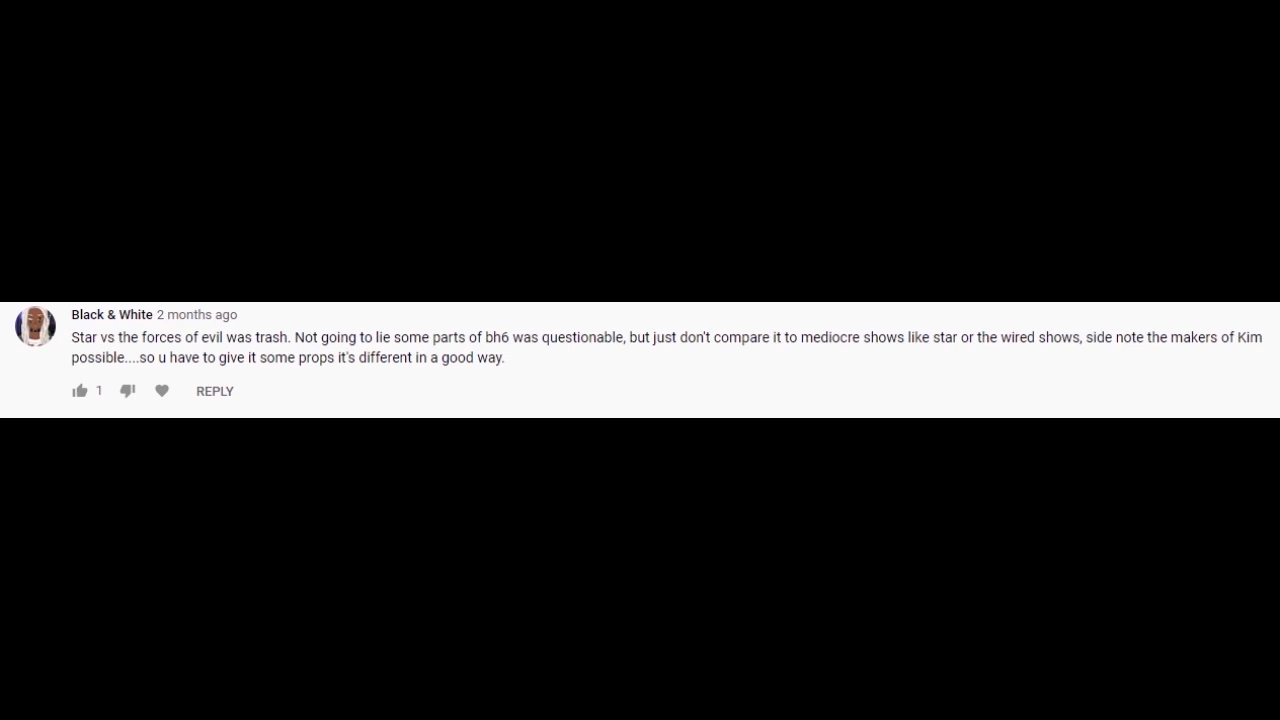 Black & White 2 months ago
Star vs the forces of evil was trash. Not going to lie some parts of bh6 was questionable, but just don't compare it to mediocre shows like star or the wired shows, side note the makers of Kim
possible....so u have to give it some props it's different in a good way.
1 REPLY